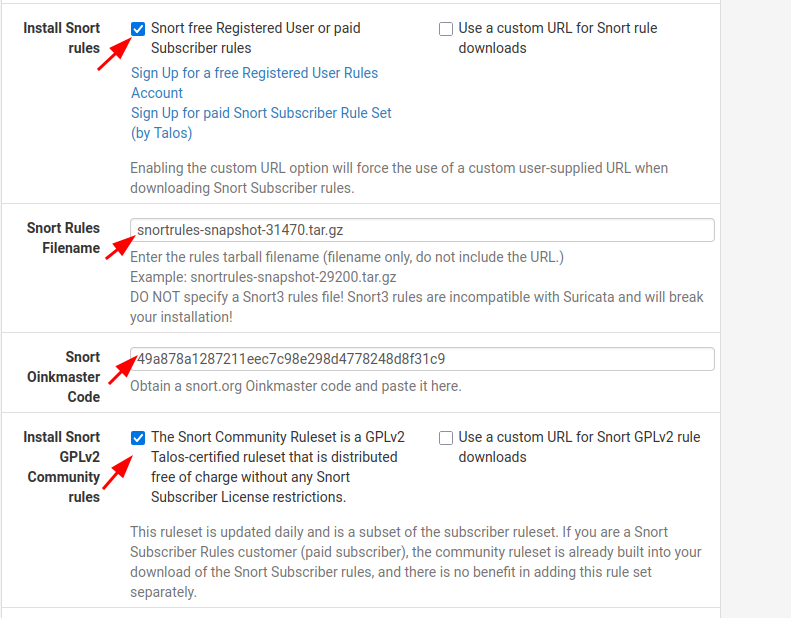 Install Snort rules
Snort free Registered User or paid Subscriber rules
Use a custom URL for Snort rule downloads
Sign Up for a free Registered User Rules Account
Sign Up for paid Snort Subscriber Rule Set (by Talos)
Enabling the custom URL option will force the use of a custom user-supplied URL when
downloading Snort Subscriber rules.
Snort Rules Filename
snortrules-snapshot-31470.tar.gz
Enter the rules tarball filename (filename only, do not include the URL.)
Example: snortrules-snapshot-29200.tar.gz
DO NOT specify a Snort3 rules file! Snort3 rules are incompatible with Suricata and will break
your installation!
Snort Oinkmaster Code
49a878a1287211eec7c98e298d4778248d8f31c9
Obtain a snort.org Oinkmaster code and paste it here.
Install Snort GPLv2 Community rules
The Snort Community Ruleset is a GPLv2
Talos-certified ruleset that is distributed
free of charge without any Snort
Subscriber License restrictions.
Use a custom URL for Snort GPLv2 rule downloads
This ruleset is updated daily and is a subset of the subscriber ruleset. If you are a Snort
Subscriber Rules customer (paid subscriber), the community ruleset is already built into your
download of the Snort Subscriber rules, and there is no benefit in adding this rule set
separately.